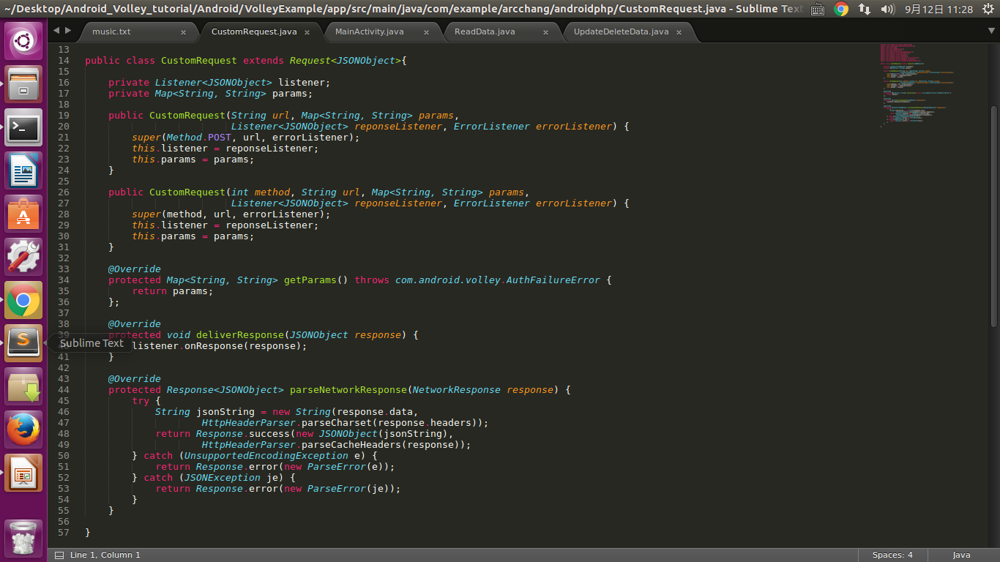 ~/Desktop/Android_Volley_tutorial/Android/VolleyExample/app/src/main/java/com/example/arcchang/androidphp/CustomRequest.java - Sublime Text
9月12日 11:28
music.txt ×
CustomRequest.java ×
MainActivity.java ×
ReadData.java ×
UpdateDeleteData.java ×
13
14 public class CustomRequest extends Request<JSONObject>{
15
16 private Listener<JSONObject> listener;
17 private Map<String, String> params;
18
19 public CustomRequest(String url, Map<String, String> params,
20 Listener<JSONObject> reponseListener, ErrorListener errorListener) {
21 super(Method.POST, url, errorListener);
22 this.listener = reponseListener;
23 this.params = params;
24 }
25
26 public CustomRequest(int method, String url, Map<String, String> params,
27 Listener<JSONObject> reponseListener, ErrorListener errorListener) {
28 super(method, url, errorListener);
29 this.listener = reponseListener;
30 this.params = params;
31 }
32
33 @Override
34 protected Map<String, String> getParams() throws com.android.volley.AuthFailureError {
35 return params;
36 };
37
38 @Override
39 protected void deliverResponse(JSONObject response) {
Sublime Text
40 listener.onResponse(response);
41 }
42
43 @Override
44 protected Response<JSONObject> parseNetworkResponse(NetworkResponse response) {
45 try {
46 String jsonString = new String(response.data,
47 HttpHeaderParser.parseCharset(response.headers));
48 return Response.success(new JSONObject(jsonString),
49 HttpHeaderParser.parseCacheHeaders(response));
50 } catch (UnsupportedEncodingException e) {
51 return Response.error(new ParseError(e));
52 } catch (JSONException je) {
53 return Response.error(new ParseError(je));
54 }
55 }
56
57 }
Line 1, Column 1
Spaces: 4
Java